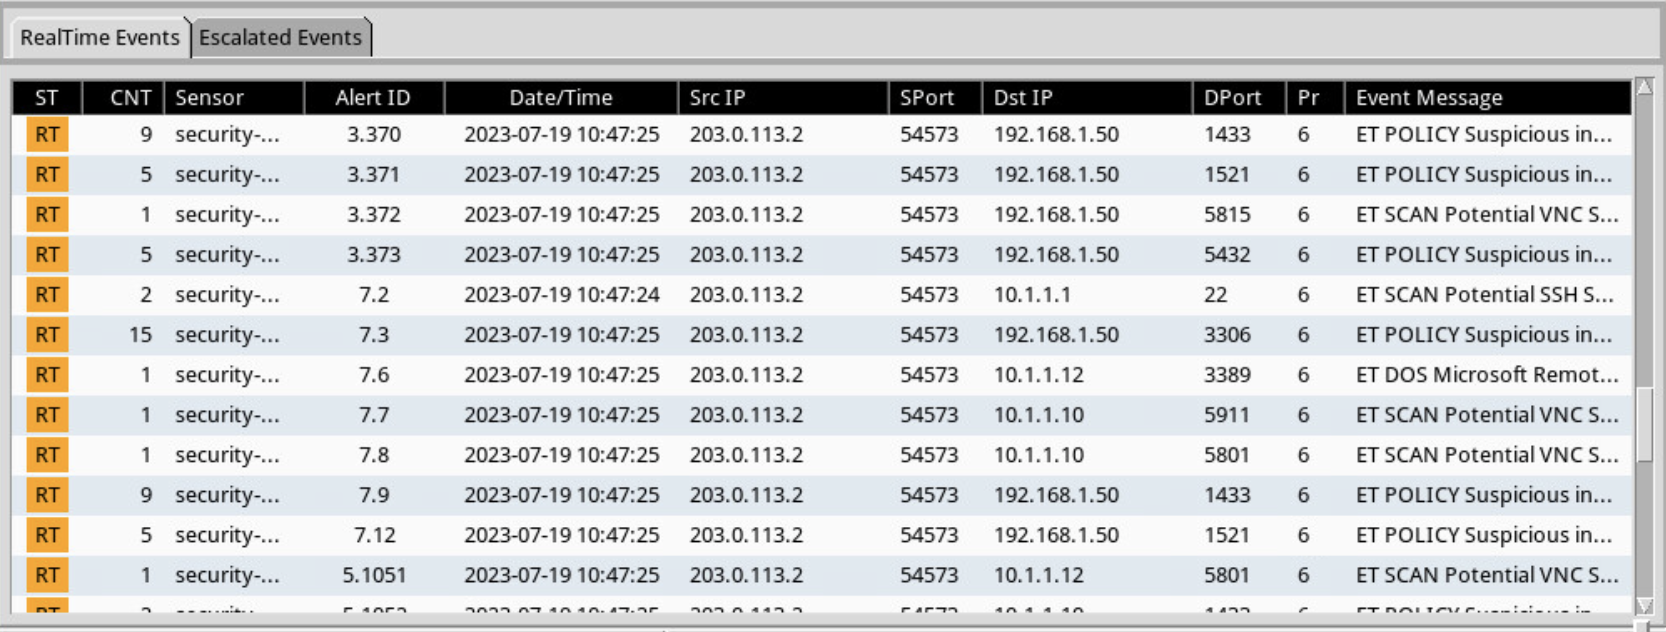 RealTime Events Escalated Events
ST CNT Sensor Alert ID Date/Time Src IP SPort Dst IP DPort Pr Event Message
RT 9 security-... 3.370 2023-07-19 10:47:25 203.0.113.2 54573 192.168.1.50 1433 6 ET POLICY Suspicious in...
RT 5 security-... 3.371 2023-07-19 10:47:25 203.0.113.2 54573 192.168.1.50 1521 6 ET POLICY Suspicious in...
RT 1 security-... 3.372 2023-07-19 10:47:25 203.0.113.2 54573 192.168.1.50 5815 6 ET SCAN Potential VNC S...
RT 5 security-... 3.373 2023-07-19 10:47:25 203.0.113.2 54573 192.168.1.50 5432 6 ET POLICY Suspicious in...
RT 2 security-... 7.2 2023-07-19 10:47:24 203.0.113.2 54573 10.1.1.1 22 6 ET SCAN Potential SSH S...
RT 15 security-... 7.3 2023-07-19 10:47:25 203.0.113.2 54573 192.168.1.50 3306 6 ET POLICY Suspicious in...
RT 1 security-... 7.6 2023-07-19 10:47:25 203.0.113.2 54573 10.1.1.12 3389 6 ET DOS Microsoft Remot...
RT 1 security-... 7.7 2023-07-19 10:47:25 203.0.113.2 54573 10.1.1.10 5911 6 ET SCAN Potential VNC S...
RT 1 security-... 7.8 2023-07-19 10:47:25 203.0.113.2 54573 10.1.1.10 5801 6 ET SCAN Potential VNC S...
RT 9 security-... 7.9 2023-07-19 10:47:25 203.0.113.2 54573 192.168.1.50 1433 6 ET POLICY Suspicious in...
RT 5 security-... 7.12 2023-07-19 10:47:25 203.0.113.2 54573 192.168.1.50 1521 6 ET POLICY Suspicious in...
RT 1 security-... 5.1051 2023-07-19 10:47:25 203.0.113.2 54573 10.1.1.12 5801 6 ET SCAN Potential VNC S...